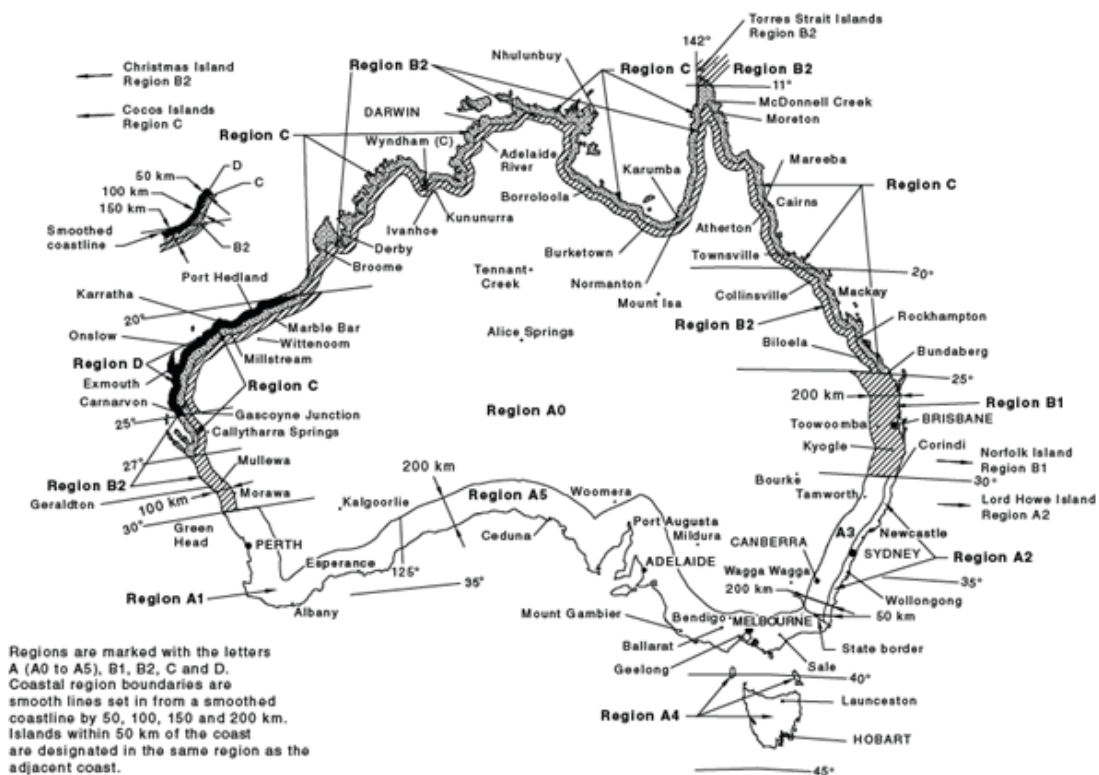 Torres Strait Islands
Region B2
142°
Nhulunbuy
Christmas Island
Region B2
Region B2
Region C
Region B2
11°
McDonnell Creek
Moreton
Cocos Islands
Region C
DARWIN
Region C
Wyndham (C)
Adelaide
River
Mareeba
D
50 km
C
100 km
150 km
Karumba
Region C
Borroloola
Cairns
Smoothed
coastline
B2
Kununurra
Ivanhoe
Atherton
Derby
Burketown
Townsville
Port Hedland
Broome
Tennant
Creek
Normanton
20°
Karratha
Mount Isa
Collinsville
Mackay
20°
Onslow
Marble Bar
Wittenoom
Alice Springs
Region B2
Rockhampton
Region D
Millstream
Biloela
Exmouth
Region C
Bundaberg
Carnarvon
25°
200 km
25°
Gascoyne Junction
Region A0
Region B1
Callytharra Springs
Toowoomba
BRISBANE
27°
Kyogle
Corindi
Mullewa
Norfolk Island
Region B1
Region B2
200 km
100 km
Bourke
30°
Geraldton
Morawa
Kalgoorlie
Region A5
Woomera
Tamworth
Lord Howe Island
Region A2
30°
Green
Head
Ceduna
Port Augusta
Mildura
A3
Newcastle
PERTH
CANBERRA
SYDNEY
Esperance
125°
ADELAIDE
Region A2
35°
Wagga Wagga
35°
Region A1
200 km
Albany
Mount Gambier
Bendigo
MELBOURNE
Wollongong
50 km
Ballarat
State border
Geelong
Sale
40°
Launceston
Region A4
HOBART
45°
Regions are marked with the letters
A (A0 to A5), B1, B2, C and D.
Coastal region boundaries are
smooth lines set in from a smoothed
coastline by 50, 100, 150 and 200 km.
Islands within 50 km of the coast
are designated in the same region as the
adjacent coast.